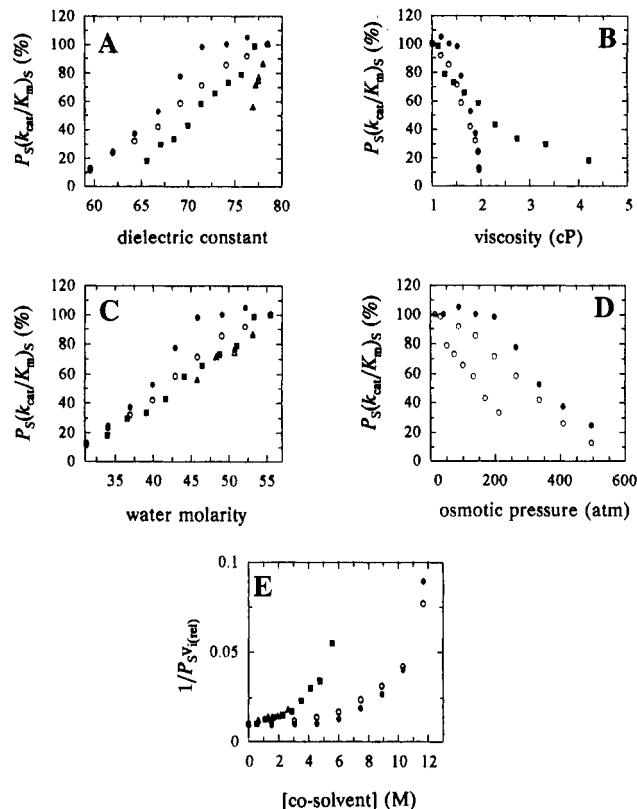 A
P_S(k_cat/K_m)_S (%)
120
100
80
60
40
20
0
60 65 70 75 80
dielectric constant
B
P_S(k_cat/K_m)_S (%)
120
100
80
60
40
20
0
1 2 3 4 5
viscosity (cP)
C
P_S(k_cat/K_m)_S (%)
120
100
80
60
40
20
0
35 40 45 50 55
water molarity
D
P_S(k_cat/K_m)_S (%)
120
100
80
60
40
20
0
0 200 400 600
osmotic pressure (atm)
E
1/P_S v_i(rel)
0.1
0.05
0
0 2 4 6 8 10 12
[co-solvent] (M)